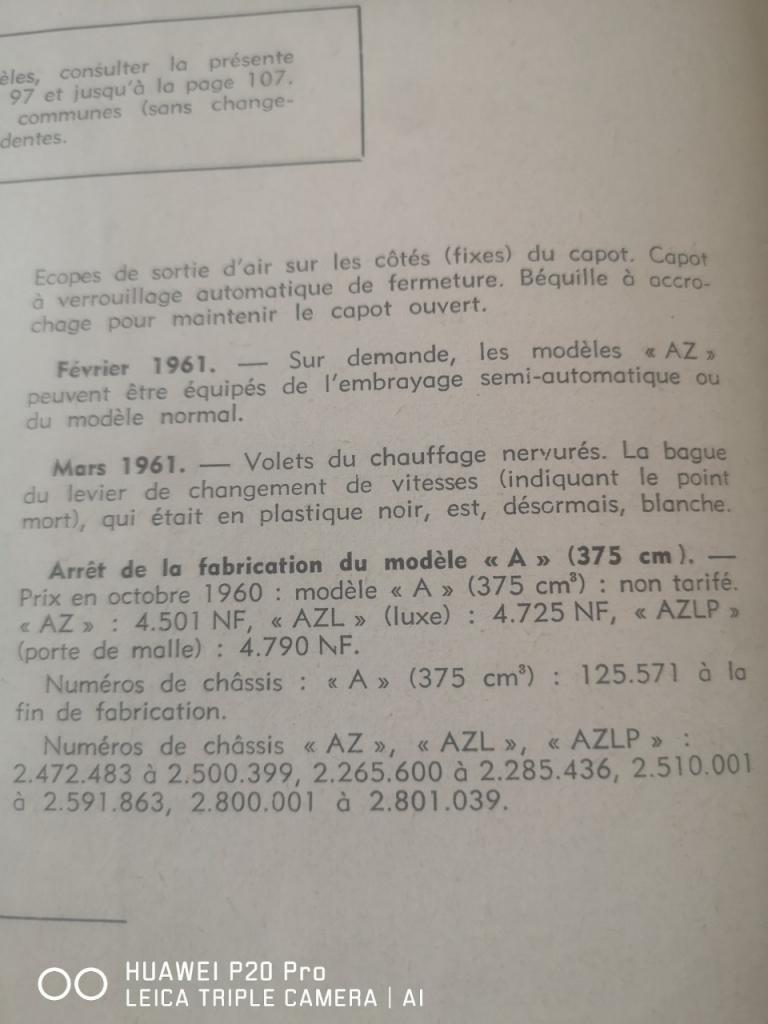 èles, consulter la présente
97 et jusqu'à la page 107.
communes (sans change-
dentes.
Ecopes de sortie d'air sur les côtés (fixes) du capot. Capot
à verrouillage automatique de fermeture. Béquille à accro-
chage pour maintenir le capot ouvert.
Février 1961. — Sur demande, les modèles « AZ »
peuvent être équipés de l'embrayage semi-automatique ou
du modèle normal.
Mars 1961. — Volets du chauffage nervurés. La bague
du levier de changement de vitesses (indiquant le point
mort), qui était en plastique noir, est, désormais, blanche.
Arrêt de la fabrication du modèle « A » (375 cm ). —
Prix en octobre 1960 : modèle « A » (375 cm³) : non tarifé.
« AZ » : 4.501 NF, « AZL » (luxe) : 4.725 NF, « AZLP »
(porte de malle) : 4.790 NF.
Numéros de châssis : « A » (375 cm³) : 125.571 à la
fin de fabrication.
Numéros de châssis « AZ », « AZL », « AZLP » :
2.472.483 à 2.500.399, 2.265.600 à 2.285.436, 2.510.001
à 2.591.863, 2.800.001 à 2.801.039.
HUAWEI P20 Pro
LEICA TRIPLE CAMERA | AI